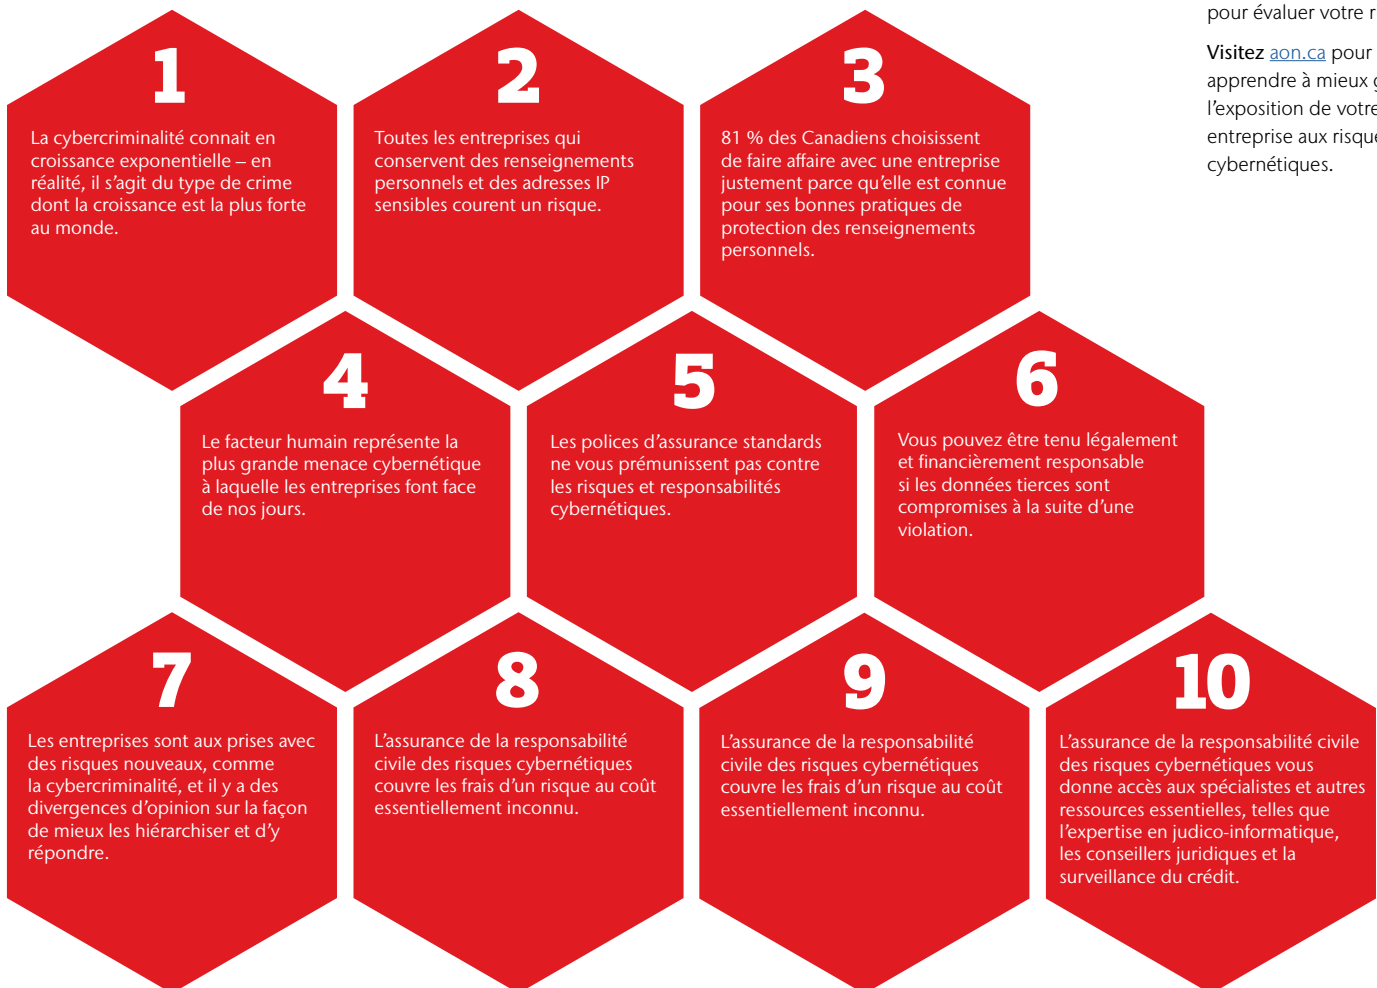 1
La cybercriminalité connait en
croissance exponentielle – en
réalité, il s’agit du type de crime
dont la croissance est la plus forte
au monde.
2
Toutes les entreprises qui
conservent des renseignements
personnels et des adresses IP
sensibles courent un risque.
3
81 % des Canadiens choisissent
de faire affaire avec une entreprise
justement parce qu’elle est connue
pour ses bonnes pratiques de
protection des renseignements
personnels.
pour évaluer votre
Visitez aon.ca pour
apprendre à mieux
l’exposition de votre
entreprise aux
cybernétiques.
4
Le facteur humain représente la
plus grande menace cybernétique
à laquelle les entreprises font face
de nos jours.
5
Les polices d’assurance standards
ne vous prémunissent pas contre
les risques et responsabilités
cybernétiques.
6
Vous pouvez être tenu légalement
et financièrement responsable
si les données tierces sont
compromises à la suite d’une
violation.
7
Les entreprises sont aux prises avec
des risques nouveaux, comme
la cybercriminalité, et il y a des
divergences d’opinion sur la façon
de mieux les hiérarchiser et d’y
répondre.
8
L’assurance de la responsabilité
civile des risques cybernétiques
couvre les frais d’un risque au coût
essentiellement inconnu.
9
L’assurance de la responsabilité
civile des risques cybernétiques
couvre les frais d’un risque au coût
essentiellement inconnu.
10
L’assurance de la responsabilité civile
des risques cybernétiques vous
donne accès aux spécialistes et autres
ressources essentielles, telles que
l’expertise en judico-informatique,
les conseillers juridiques et la
surveillance du crédit.